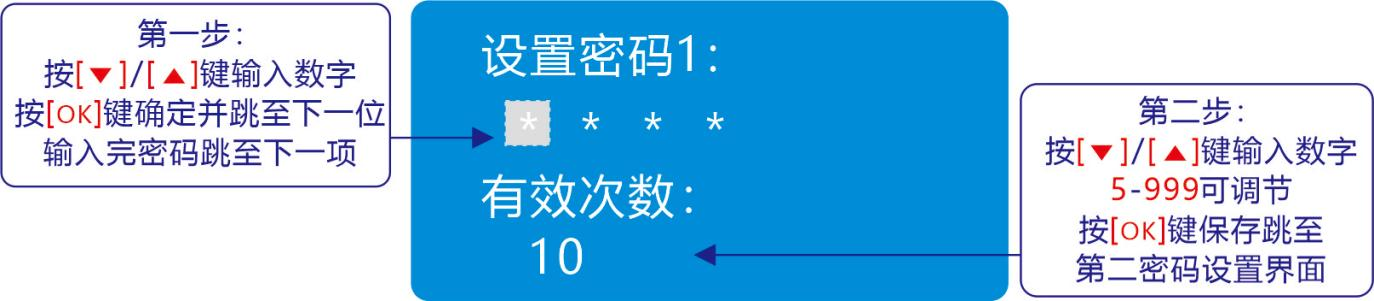 第一步：
按[▼]/[▲]键输入数字
按[OK]键确定并跳至下一位
输入完密码跳至下一项
设置密码1：
* * * *
有效次数：
10
第二步：
按[▼]/[▲]键输入数字
5-999可调节
按[OK]键保存跳至
第二密码设置界面